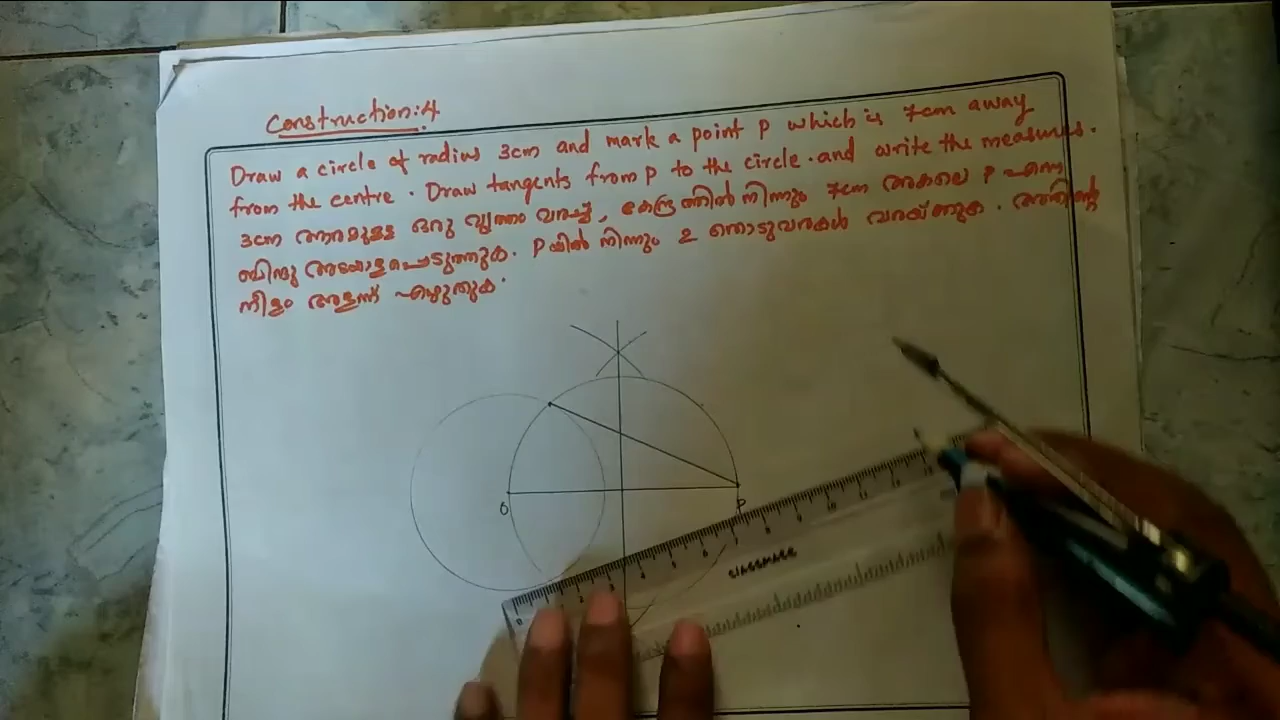 Construction:4
Draw a circle of radius 3cm and mark a point P which is 7cm away
from the centre. Draw tangents from P to the circle. and write the measures.
3cm ആരമുള്ള ഒരു വൃത്തം വരച്ച്, കേന്ദ്രത്തിൽ നിന്നും 7cm അകലെ P എന്ന
ബിന്ദു അടയാളപ്പെടുത്തുക. P യിൽ നിന്നും 2 തൊടുവരകൾ വരയ്ക്കുക. അതിന്റെ
നീളം അളന്ന് എഴുതുക.
O
P
CLASSMATE